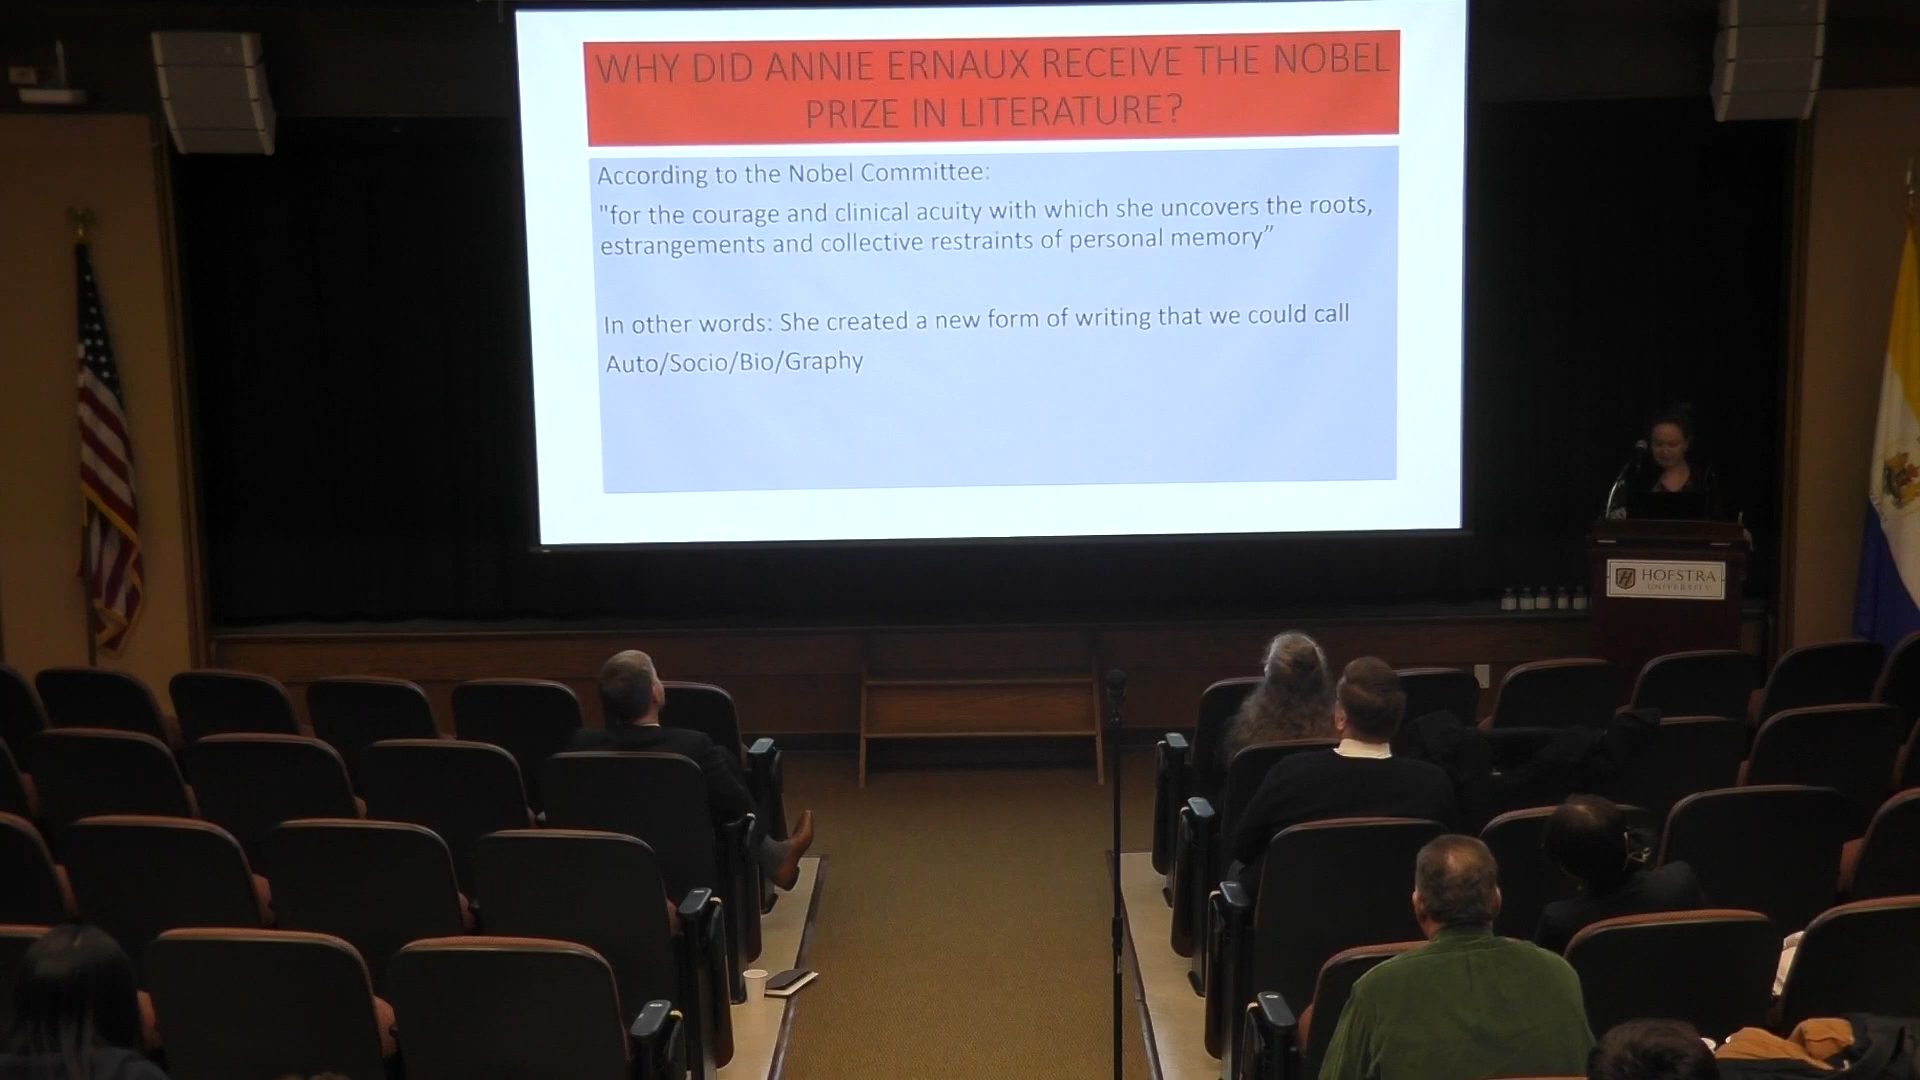 WHY DID ANNIE ERNAUX RECEIVE THE NOBEL
PRIZE IN LITERATURE?
According to the Nobel Committee:
"for the courage and clinical acuity with which she uncovers the roots,
estrangements and collective restraints of personal memory”
In other words: She created a new form of writing that we could call
Auto/Socio/Bio/Graphy
HOFSTRA
UNIVERSITY